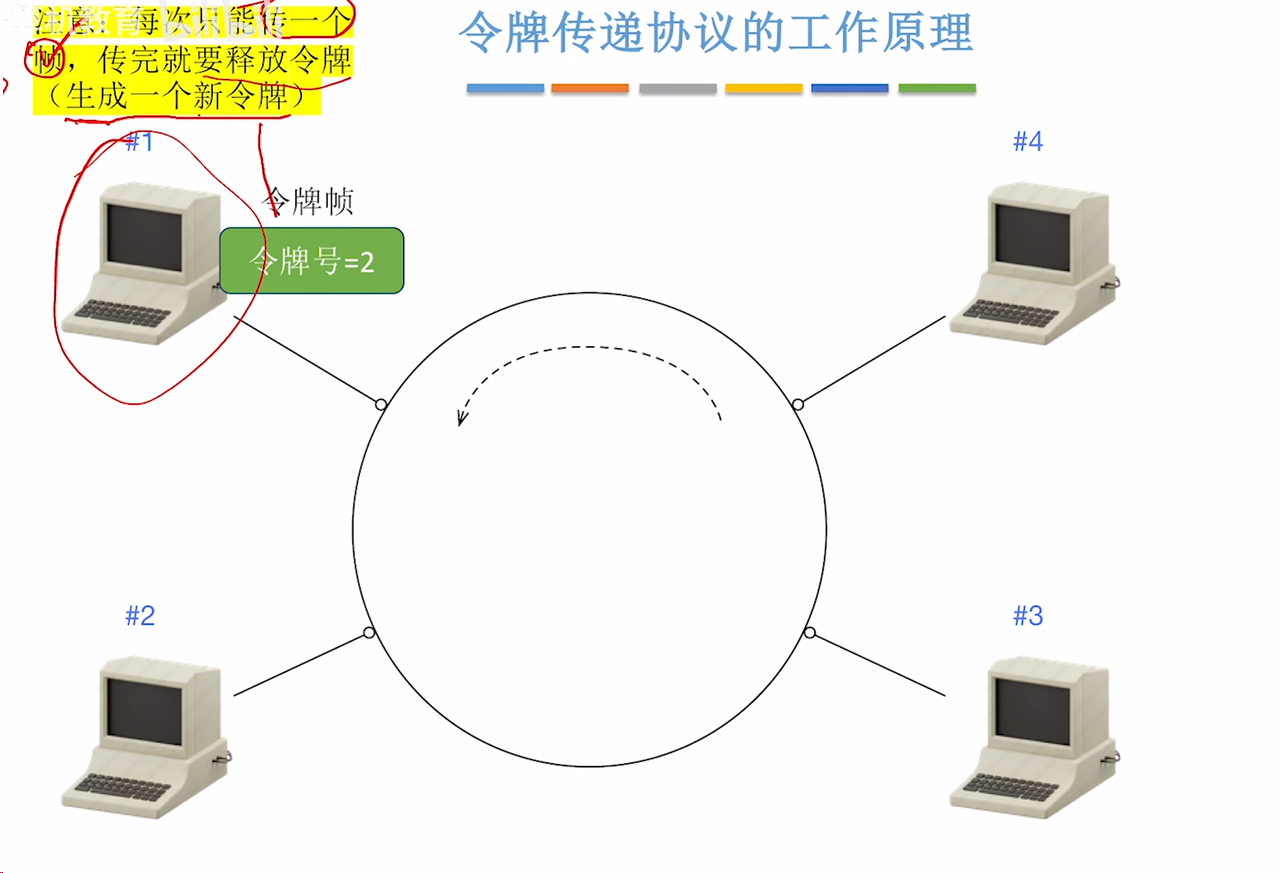 注意：每次只能传一个
帧，传完就要释放令牌
（生成一个新令牌）
令牌传递协议的工作原理
#1
#4
令牌帧
令牌号=2
#2
#3